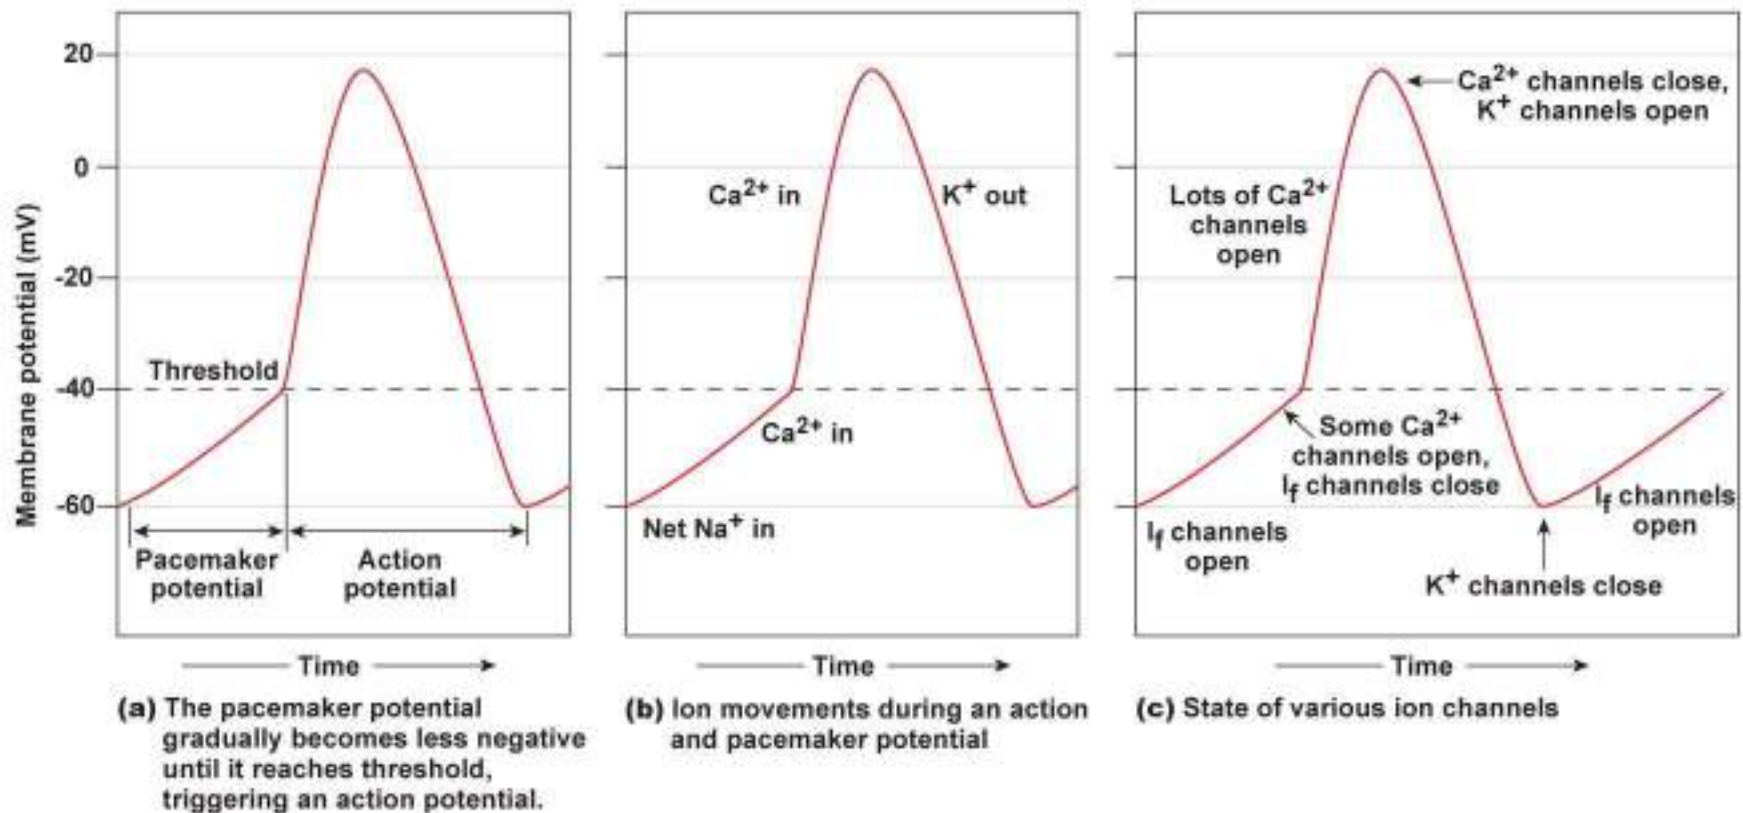 Membrane potential (mV)
20
0
-20
-40
-60
Threshold
Pacemaker
potential
Action
potential
Time
(a) The pacemaker potential
gradually becomes less negative
until it reaches threshold,
triggering an action potential.
Ca²⁺ in
K⁺ out
Ca²⁺ in
Net Na⁺ in
Time
(b) Ion movements during an action
and pacemaker potential
Ca²⁺ channels close,
K⁺ channels open
Lots of Ca²⁺
channels
open
Some Ca²⁺
channels open,
If channels close
If channels
open
If channels
open
K⁺ channels close
Time
(c) State of various ion channels